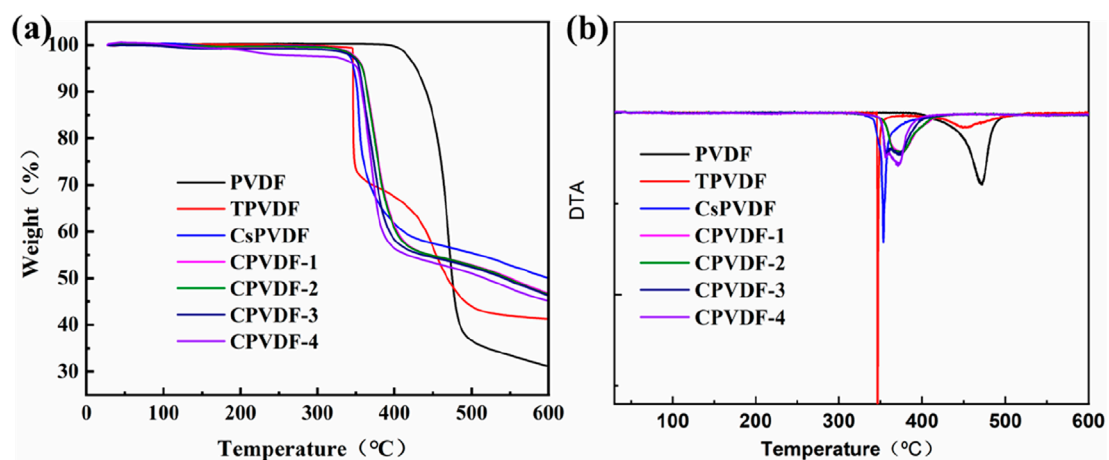 (a)
100
90
80
70
60
50
40
30
Weight（%）
PVDF
TPVDF
CsPVDF
CPVDF-1
CPVDF-2
CPVDF-3
CPVDF-4
0 100 200 300 400 500 600
Temperature（℃）
(b)
DTA
PVDF
TPVDF
CsPVDF
CPVDF-1
CPVDF-2
CPVDF-3
CPVDF-4
100 200 300 400 500 600
Temperature（℃）